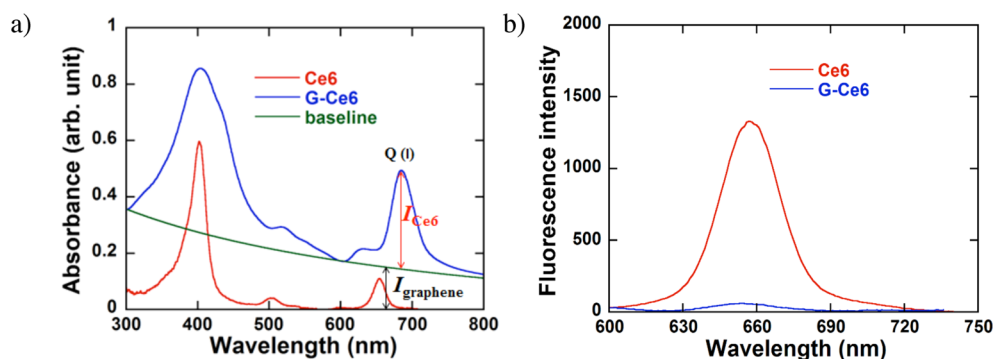 a)
Absorbance (arb. unit)
1
0.8
0.6
0.4
0.2
0
Ce6
G-Ce6
baseline
Q (I)
I Ce6
I graphene
300 400 500 600 700 800
Wavelength (nm)
b)
Fluorescence intensity
2000
1500
1000
500
0
Ce6
G-Ce6
600 630 660 690 720 750
Wavelength (nm)